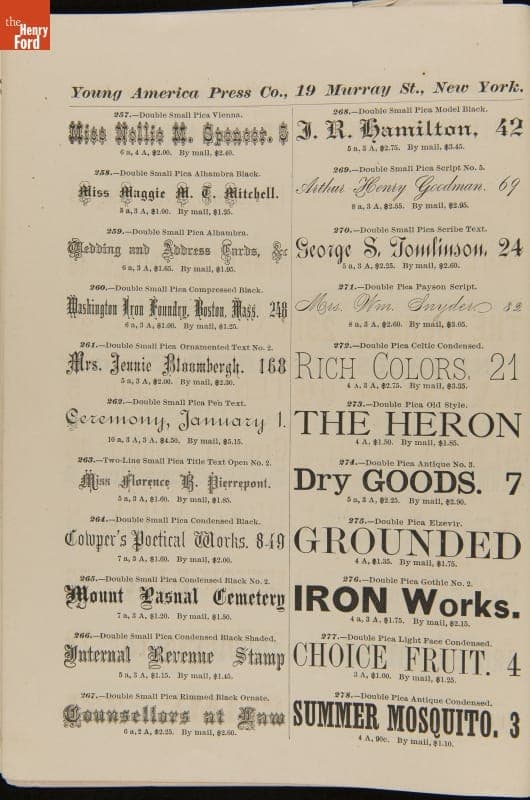 the
Henry
Ford
Young America Press Co., 19 Murray St., New York.
257.—Double Small Pica Vienna.
Miss Nellie M. Spencer. 5
6 a, 4 A, $2.00. By mail, $2.40.
258.—Double Small Pica Alhambra Black.
Miss Maggie M. T. Mitchell.
5 a, 3 A, $1.00. By mail, $1.25.
259.—Double Small Pica Alhambra.
Wedding and Address Cards, &c
6 a, 3 A, $1.65. By mail, $1.95.
260.—Double Small Pica Compressed Black.
Washington Iron Foundry, Boston, Mass. 248
6 a, 3 A, $1.00. By mail, $1.25.
261.—Double Small Pica Ornamented Text No. 2.
Mrs. Jennie Bloombergh. 168
5 a, 3 A, $2.00. By mail, $2.30.
262.—Double Small Pica Pen Text.
Ceremony, January 1.
10 a, 3 A, 3 A, $4.50. By mail, $5.15.
263.—Two-Line Small Pica Title Text Open No. 2.
Miss Florence B. Pierrepont.
5 a, 3 A, $1.60. By mail, $1.85.
264.—Double Small Pica Condensed Black.
Cowper's Poetical Works. 849
7 a, 3 A, $1.60. By mail, $2.00.
265.—Double Small Pica Condensed Black No. 2.
Mount Pasnal Cemetery
7 a, 3 A, $1.20. By mail, $1.50.
266.—Double Small Pica Condensed Black Shaded.
Internal Revenue Stamp
5 a, 3 A, $1.15. By mail, $1.45.
267.—Double Small Pica Rimmed Black Ornate.
Counsellors at Law
6 a, 2 A, $2.25. By mail, $2.60.
268.—Double Small Pica Model Black.
J. R. Hamilton, 42
5 a, 3 A, $2.75. By mail, $3.45.
269.—Double Small Pica Script No. 5.
Arthur Henry Goodman. 69
8 a, 3 A, $2.55. By mail, $2.95.
270.—Double Small Pica Scribe Text.
George S. Tomlinson. 24
5 a, 3 A, $2.25. By mail, $2.60.
271.—Double Small Pica Payson Script.
Mrs. Wm. Snyder 82
8 a, 3 A, $2.60. By mail, $3.05.
272.—Double Pica Celtic Condensed.
RICH COLORS. 21
4 A, 3 A, $2.75. By mail, $3.35.
273.—Double Pica Old Style.
THE HERON
4 A, $1.50. By mail, $1.85.
274.—Double Pica Antique No. 3.
Dry GOODS. 7
5 a, 3 A, $2.25. By mail, $2.90.
275.—Double Pica Elzevir.
GROUNDED
4 A, $1.35. By mail, $1.75.
276.—Double Pica Gothic No. 2.
IRON Works.
4 a, 3 A, $1.75. By mail, $2.15.
277.—Double Pica Light Face Condensed.
CHOICE FRUIT. 4
3 A, $1.00. By mail, $1.25.
278.—Double Pica Antique Condensed.
SUMMER MOSQUITO. 3
4 A, 90c. By mail, $1.10.